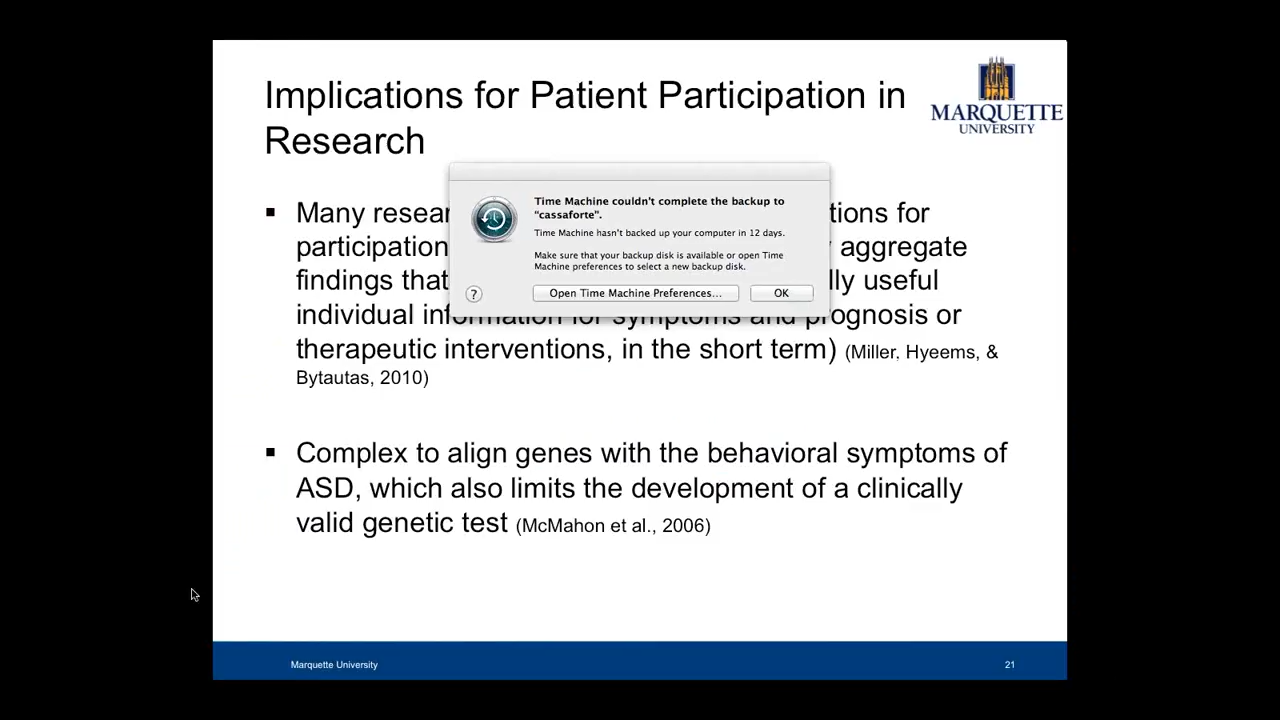 Implications for Patient Participation in
Research
MARQUETTE
UNIVERSITY
Time Machine couldn't complete the backup to
"cassaforte".
Time Machine hasn't backed up your computer in 12 days.
Make sure that your backup disk is available or open Time
Machine preferences to select a new backup disk.
? Open Time Machine Preferences... OK
▪ Many tions for
participation aggregate
findings that useful
individual information for symptoms and prognosis or
therapeutic interventions, in the short term) (Miller, Hyeems, &
Bytautas, 2010)
▪ Complex to align genes with the behavioral symptoms of
ASD, which also limits the development of a clinically
valid genetic test (McMahon et al., 2006)
Marquette University 21